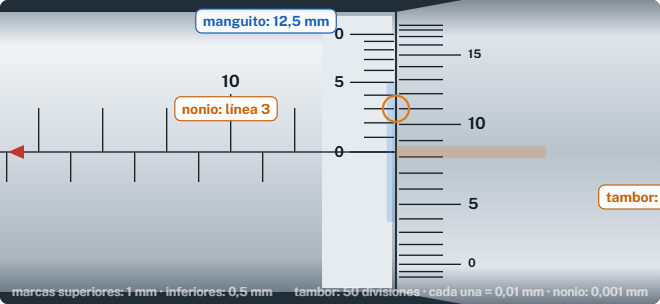 manguito: 12,5 mm
0
15
5
10
nonio: línea 3
10
0
5
tambor:
0
marcas superiores: 1 mm · inferiores: 0,5 mm
tambor: 50 divisiones · cada una = 0,01 mm · nonio: 0,001 mm